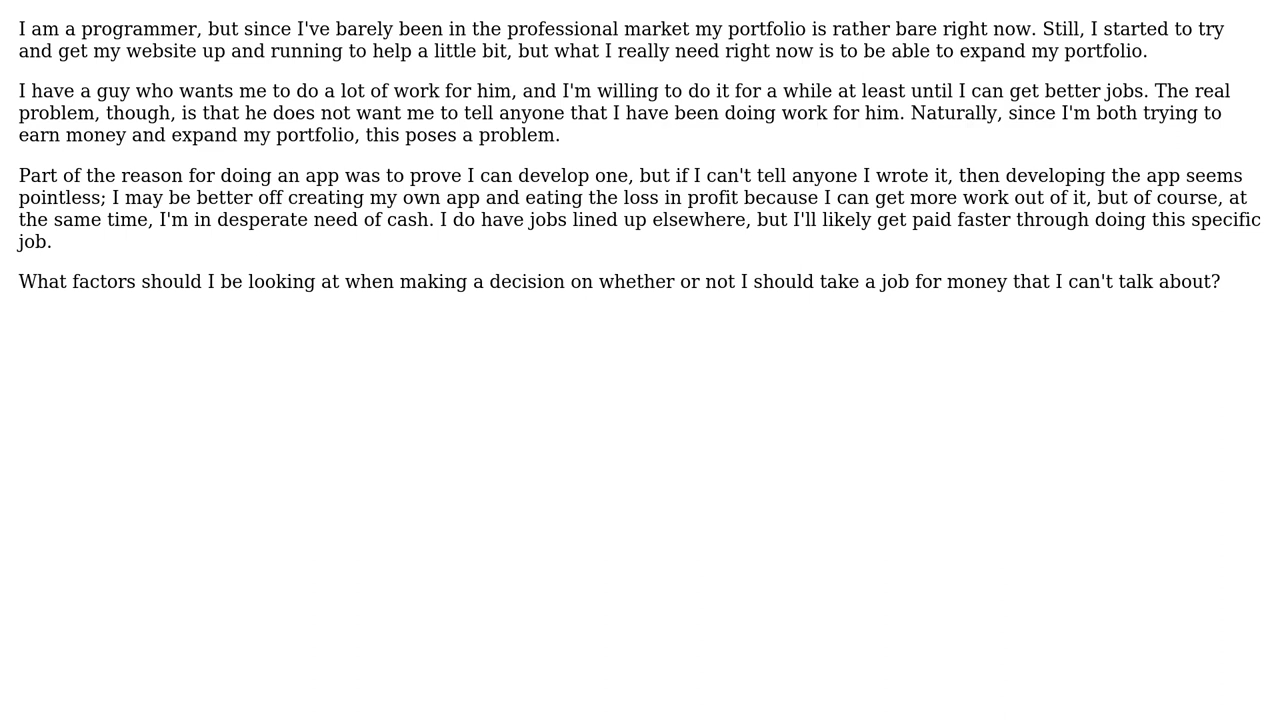 I am a programmer, but since I've barely been in the professional market my portfolio is rather bare right now. Still, I started to try
and get my website up and running to help a little bit, but what I really need right now is to be able to expand my portfolio.
I have a guy who wants me to do a lot of work for him, and I'm willing to do it for a while at least until I can get better jobs. The real
problem, though, is that he does not want me to tell anyone that I have been doing work for him. Naturally, since I'm both trying to
earn money and expand my portfolio, this poses a problem.
Part of the reason for doing an app was to prove I can develop one, but if I can't tell anyone I wrote it, then developing the app seems
pointless; I may be better off creating my own app and eating the loss in profit because I can get more work out of it, but of course, at
the same time, I'm in desperate need of cash. I do have jobs lined up elsewhere, but I'll likely get paid faster through doing this specific
job.
What factors should I be looking at when making a decision on whether or not I should take a job for money that I can't talk about?